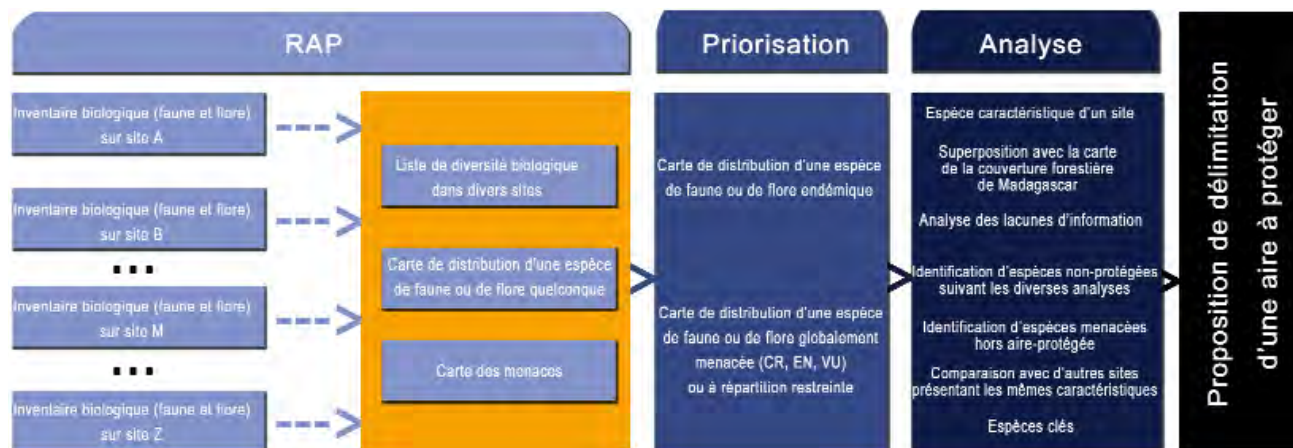 RAP
Inventaire biologique (faune et flore)
sur site A
Inventaire biologique (faune et flore)
sur site B
...
Inventaire biologique (faune et flore)
sur site M
...
Inventaire biologique (faune et flore)
sur site Z
Liste de diversité biologique
dans divers sites
Carte de distribution d'une espèce
de faune ou de flore quelconque
Carte des monaces
Priorisation
Carte de distribution d'une espèce
de faune ou de flore endémique
Carte de distribution d'une espèce
de faune ou de flore globalement
menacée (CR, EN, VU)
ou à répartition restreinte
Analyse
Espèce caractéristique d'un site
Superposition avec la carte
de la couverture forestière
de Madagascar
Analyse des lacunes d'information
Identification d'espèces non-protégées
suivant les diverses analyses
Identification d'espèces menacées
hors aire-protégée
Comparaison avec d'autres sites
présentant les mêmes caractéristiques
Espèces clés
Proposition de délimitation
d'une aire à protéger